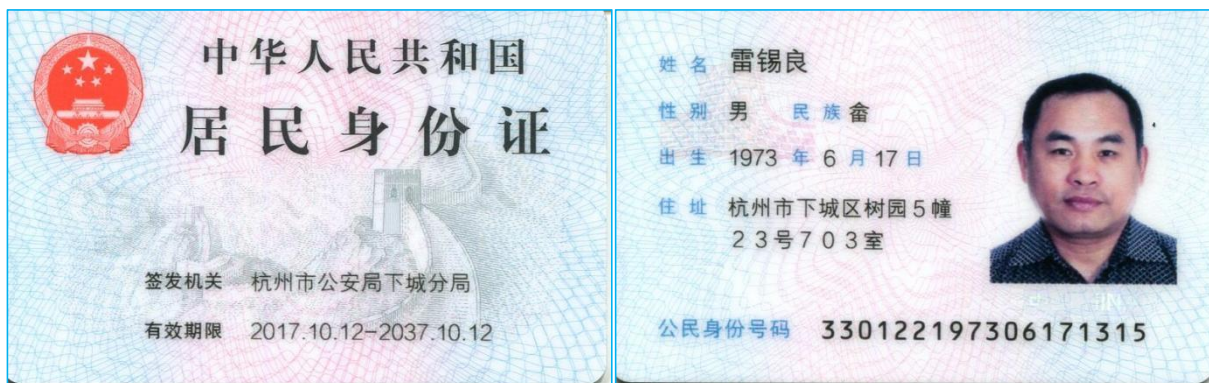 中华人民共和国
居民身份证
签发机关 杭州市公安局下城分局
有效期限 2017.10.12-2037.10.12
姓名 雷锡良
性别 男 民族 畲
出生 1973 年 6 月 17 日
住址 杭州市下城区树园5幢
23号703室
公民身份号码 330122197306171315